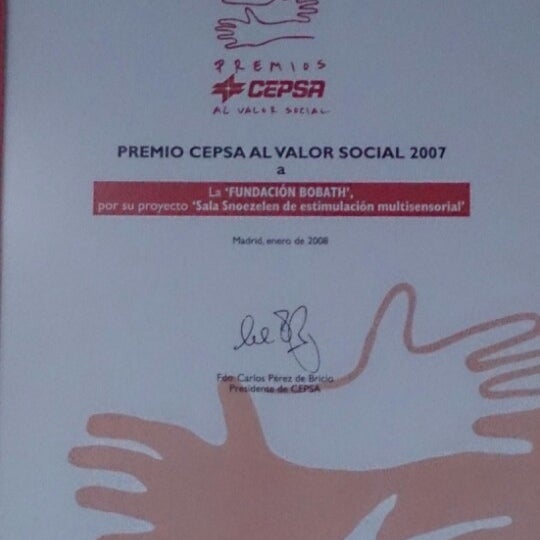 PREMIOS
CEPSA
AL VALOR SOCIAL
PREMIO CEPSA AL VALOR SOCIAL 2007
a
La 'FUNDACIÓN BOBATH',
por su proyecto 'Sala Snoezelen de estimulación multisensorial'
Madrid, enero de 2008
Fdo: Carlos Pérez de Bricio
Presidente de CEPSA